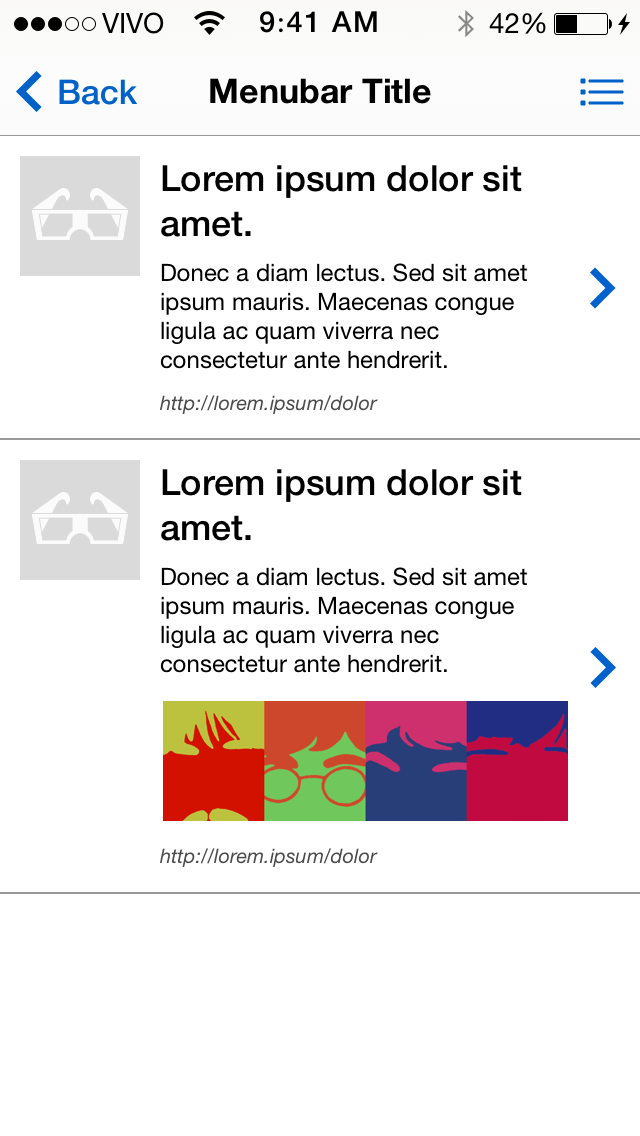 VIVO 9:41 AM 42%
Back Menubar Title
Lorem ipsum dolor sit
amet.
Donec a diam lectus. Sed sit amet
ipsum mauris. Maecenas congue
ligula ac quam viverra nec
consectetur ante hendrerit.
http://lorem.ipsum/dolor
Lorem ipsum dolor sit
amet.
Donec a diam lectus. Sed sit amet
ipsum mauris. Maecenas congue
ligula ac quam viverra nec
consectetur ante hendrerit.
http://lorem.ipsum/dolor